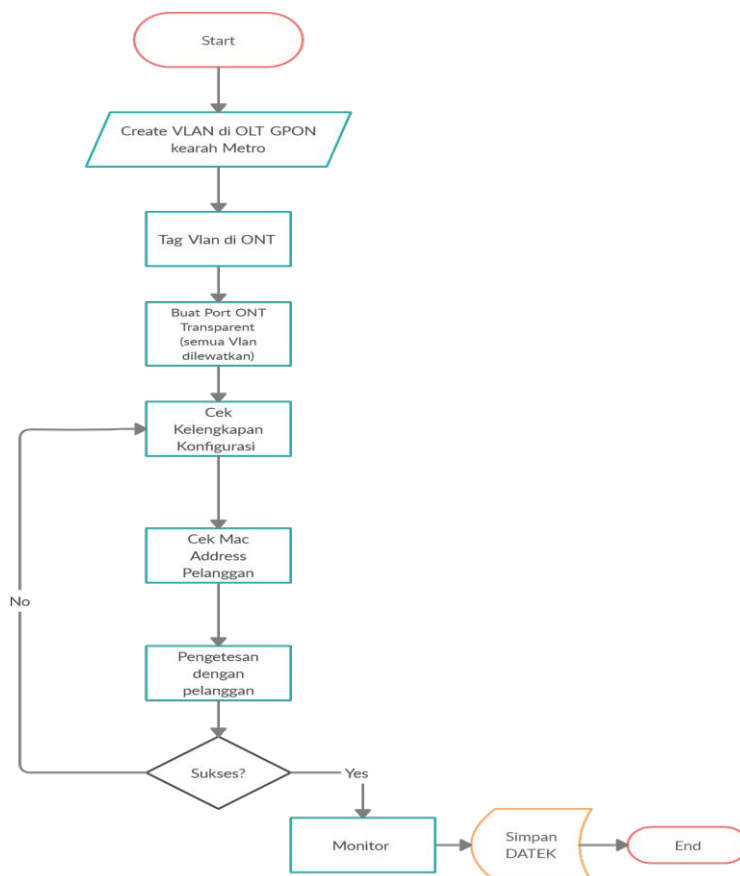 Start
Create VLAN di OLT GPON
kearah Metro
Tag Vlan di ONT
Buat Port ONT
Transparent
(semua Vlan
dilewatkan)
Cek
Kelengkapan
Konfigurasi
Cek Mac
Address
Pelanggan
No
Pengetesan
dengan
pelanggan
Sukses?
Yes
Monitor
Simpan
DATEK
End